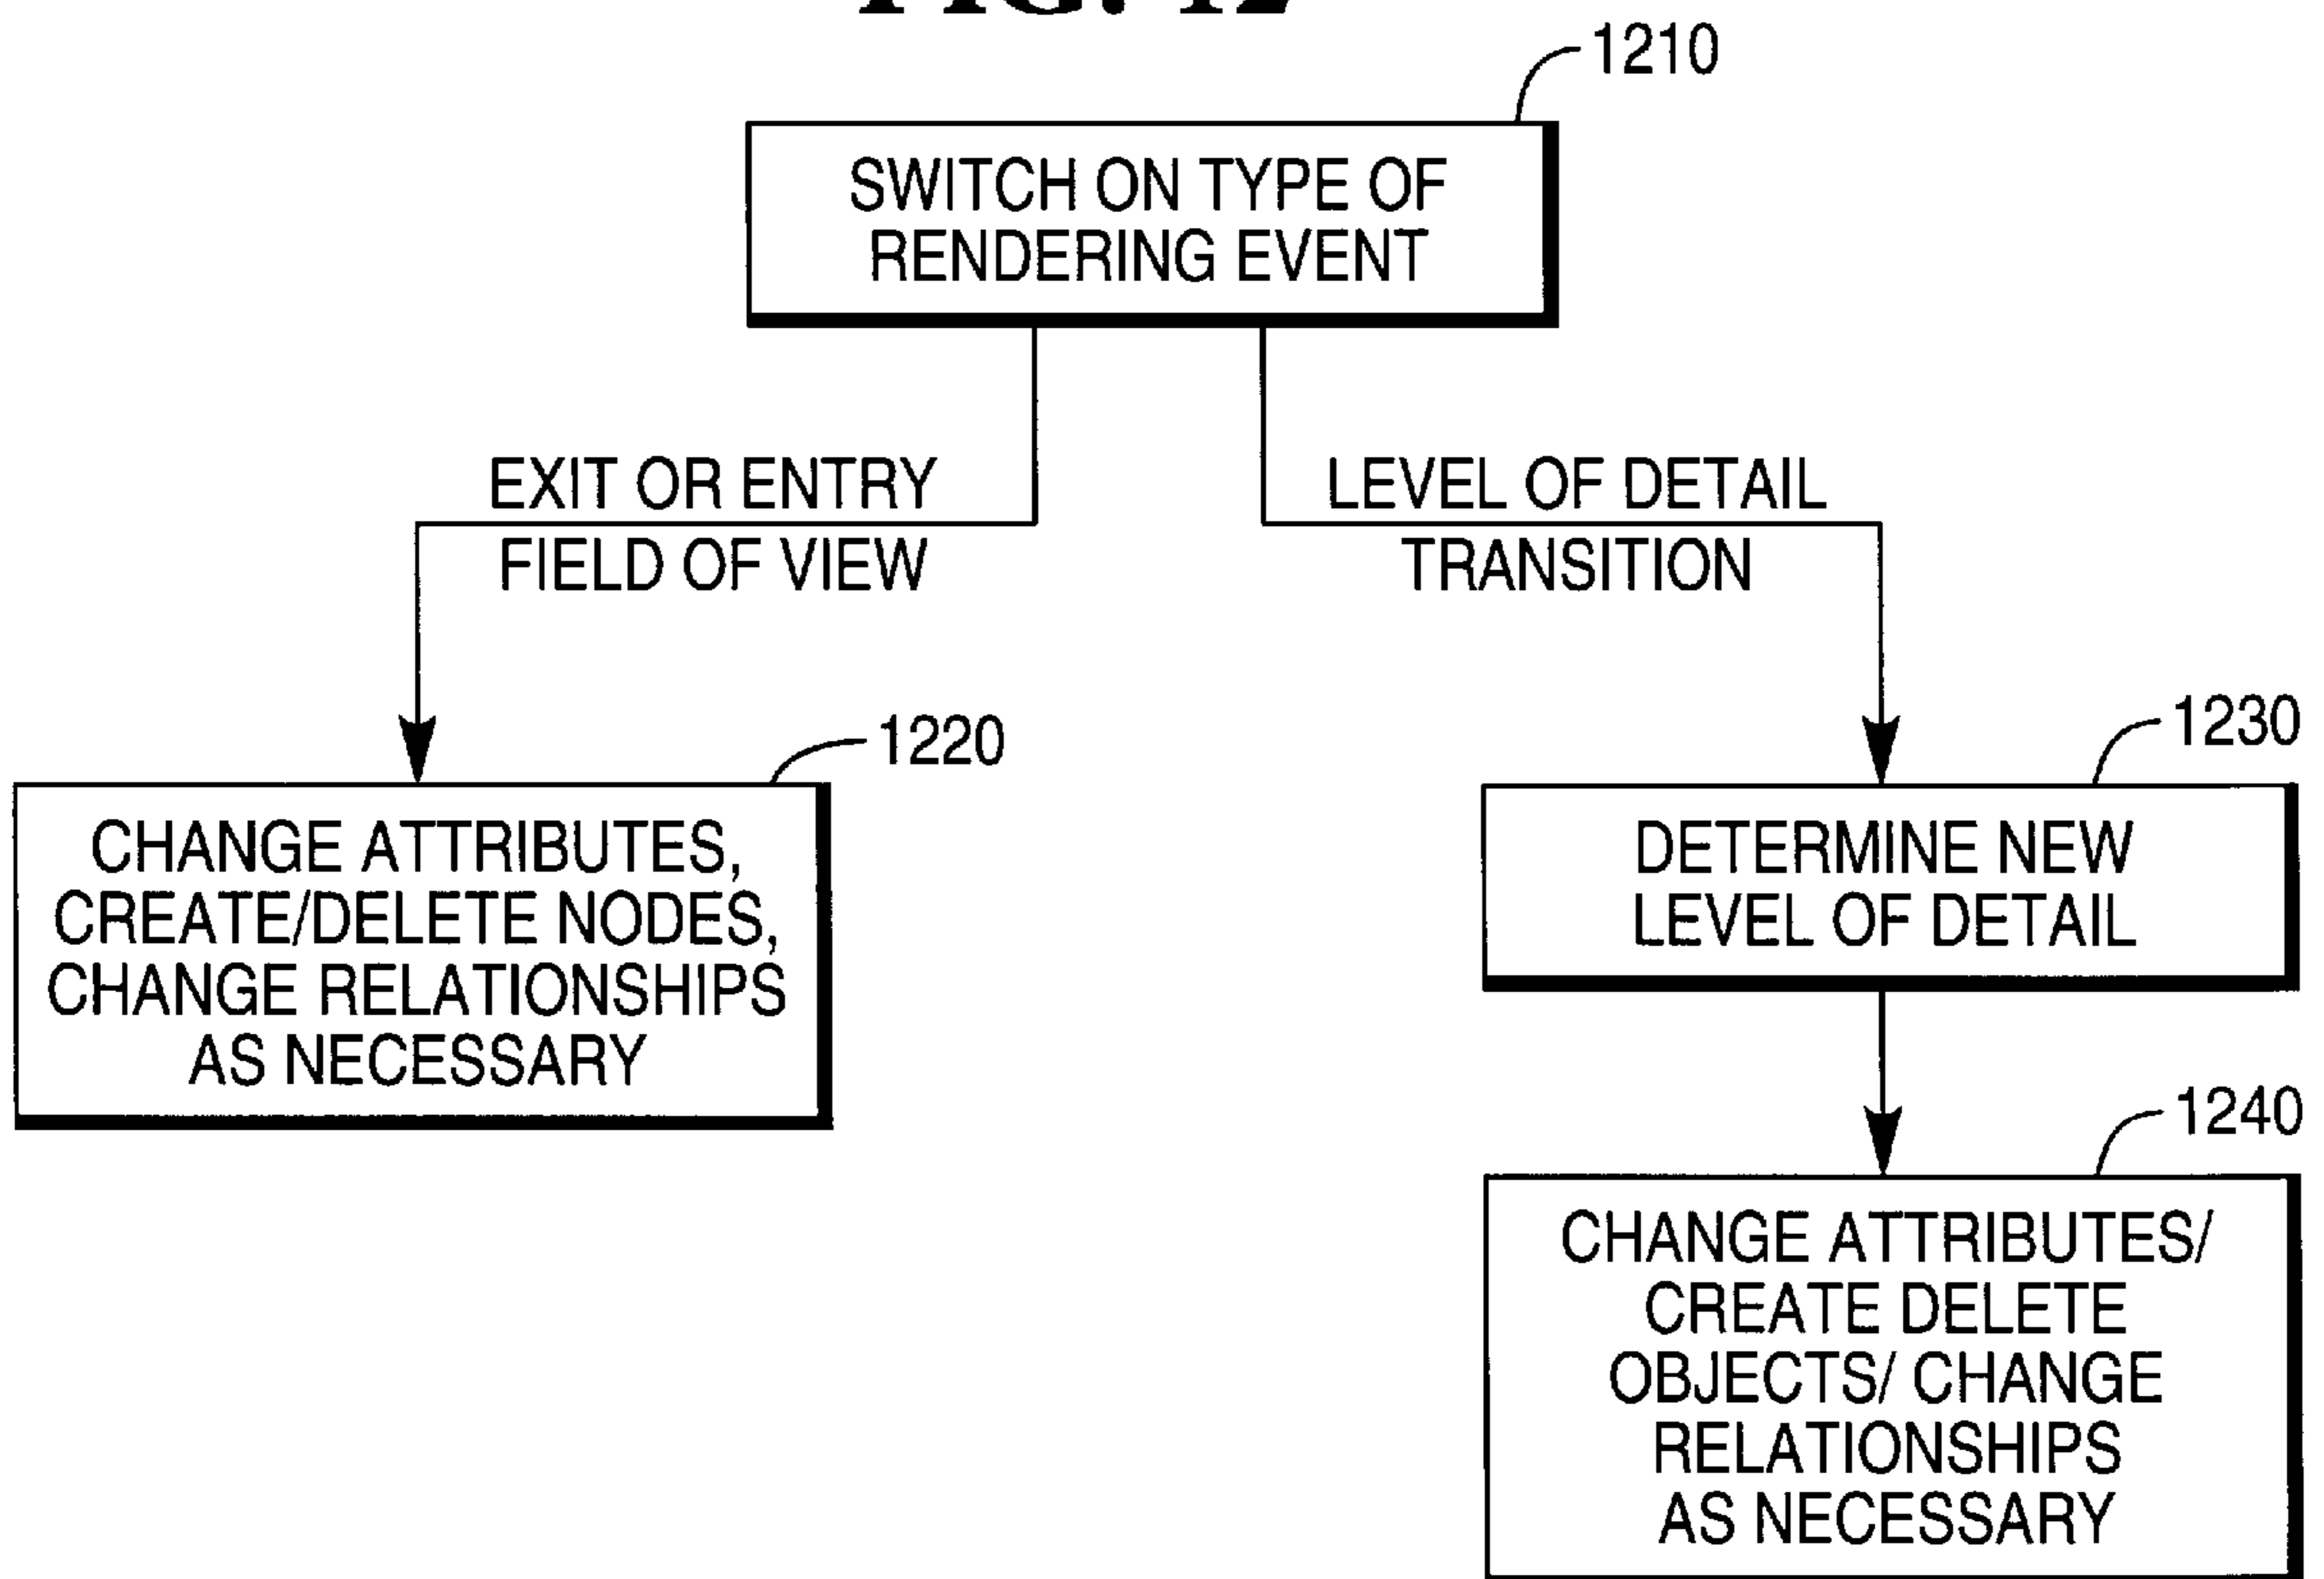 FIG. 12
1210
SWITCH ON TYPE OF
RENDERING EVENT
EXIT OR ENTRY
FIELD OF VIEW
LEVEL OF DETAIL
TRANSITION
1220
CHANGE ATTRIBUTES,
CREATE/DELETE NODES,
CHANGE RELATIONSHIPS
AS NECESSARY
1230
DETERMINE NEW
LEVEL OF DETAIL
1240
CHANGE ATTRIBUTES/
CREATE DELETE
OBJECTS/ CHANGE
RELATIONSHIPS
AS NECESSARY